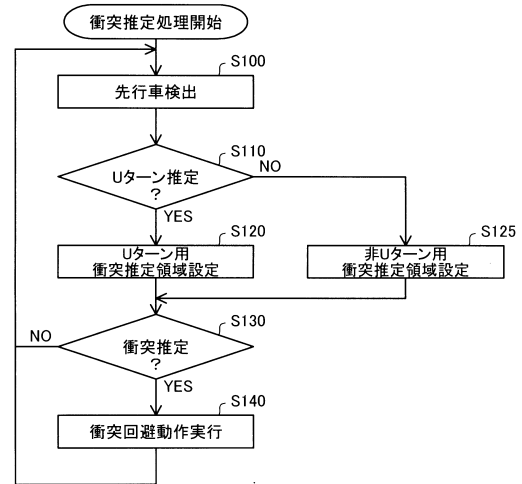 衝突推定処理開始
S100
先行車検出
S110
Uターン推定
?
NO
YES
S120
Uターン用
衝突推定領域設定
S125
非Uターン用
衝突推定領域設定
S130
NO
衝突推定
?
YES
S140
衝突回避動作実行